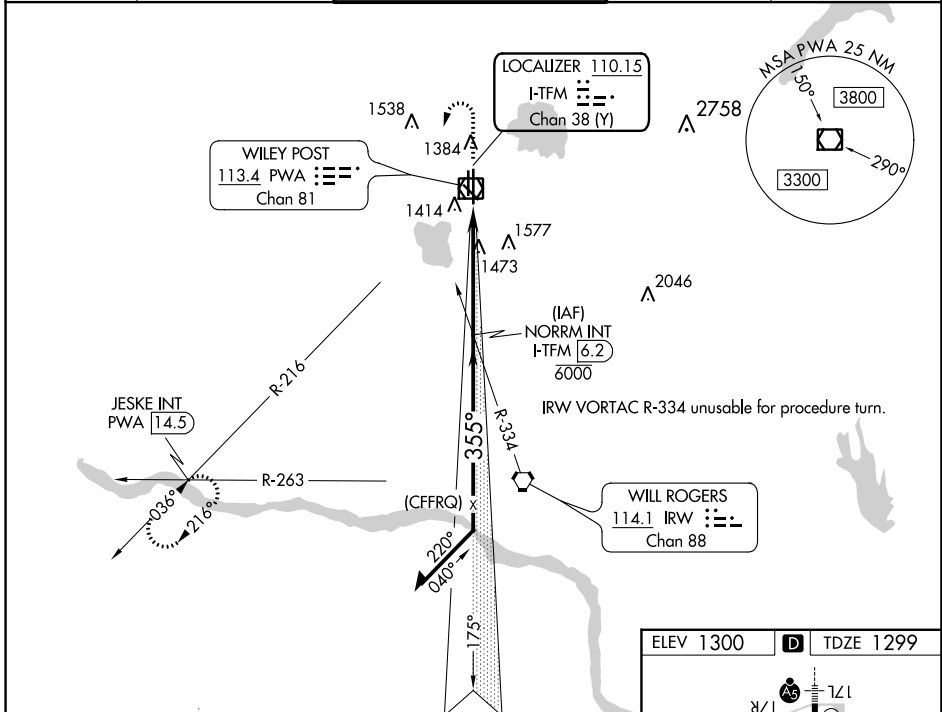 LOCALIZER 110.15
I-TFM
Chan 38 (Y)
MSA PWA 25 NM
150°
3800
290°
3300
1538
1384
2758
WILEY POST
113.4 PWA
Chan 81
1414
1577
1473
2046
(IAF)
NORRM INT
I-TFM 6.2
6000
R-216
IRW VORTAC R-334 unusable for procedure turn.
JESKE INT
PWA 14.5
355°
R-334
R-263
036°
216°
(CFFRQ) x
WILL ROGERS
114.1 IRW
Chan 88
220°
040°
175°
ELEV 1300 D TDZE 1299
A5
17L
17R